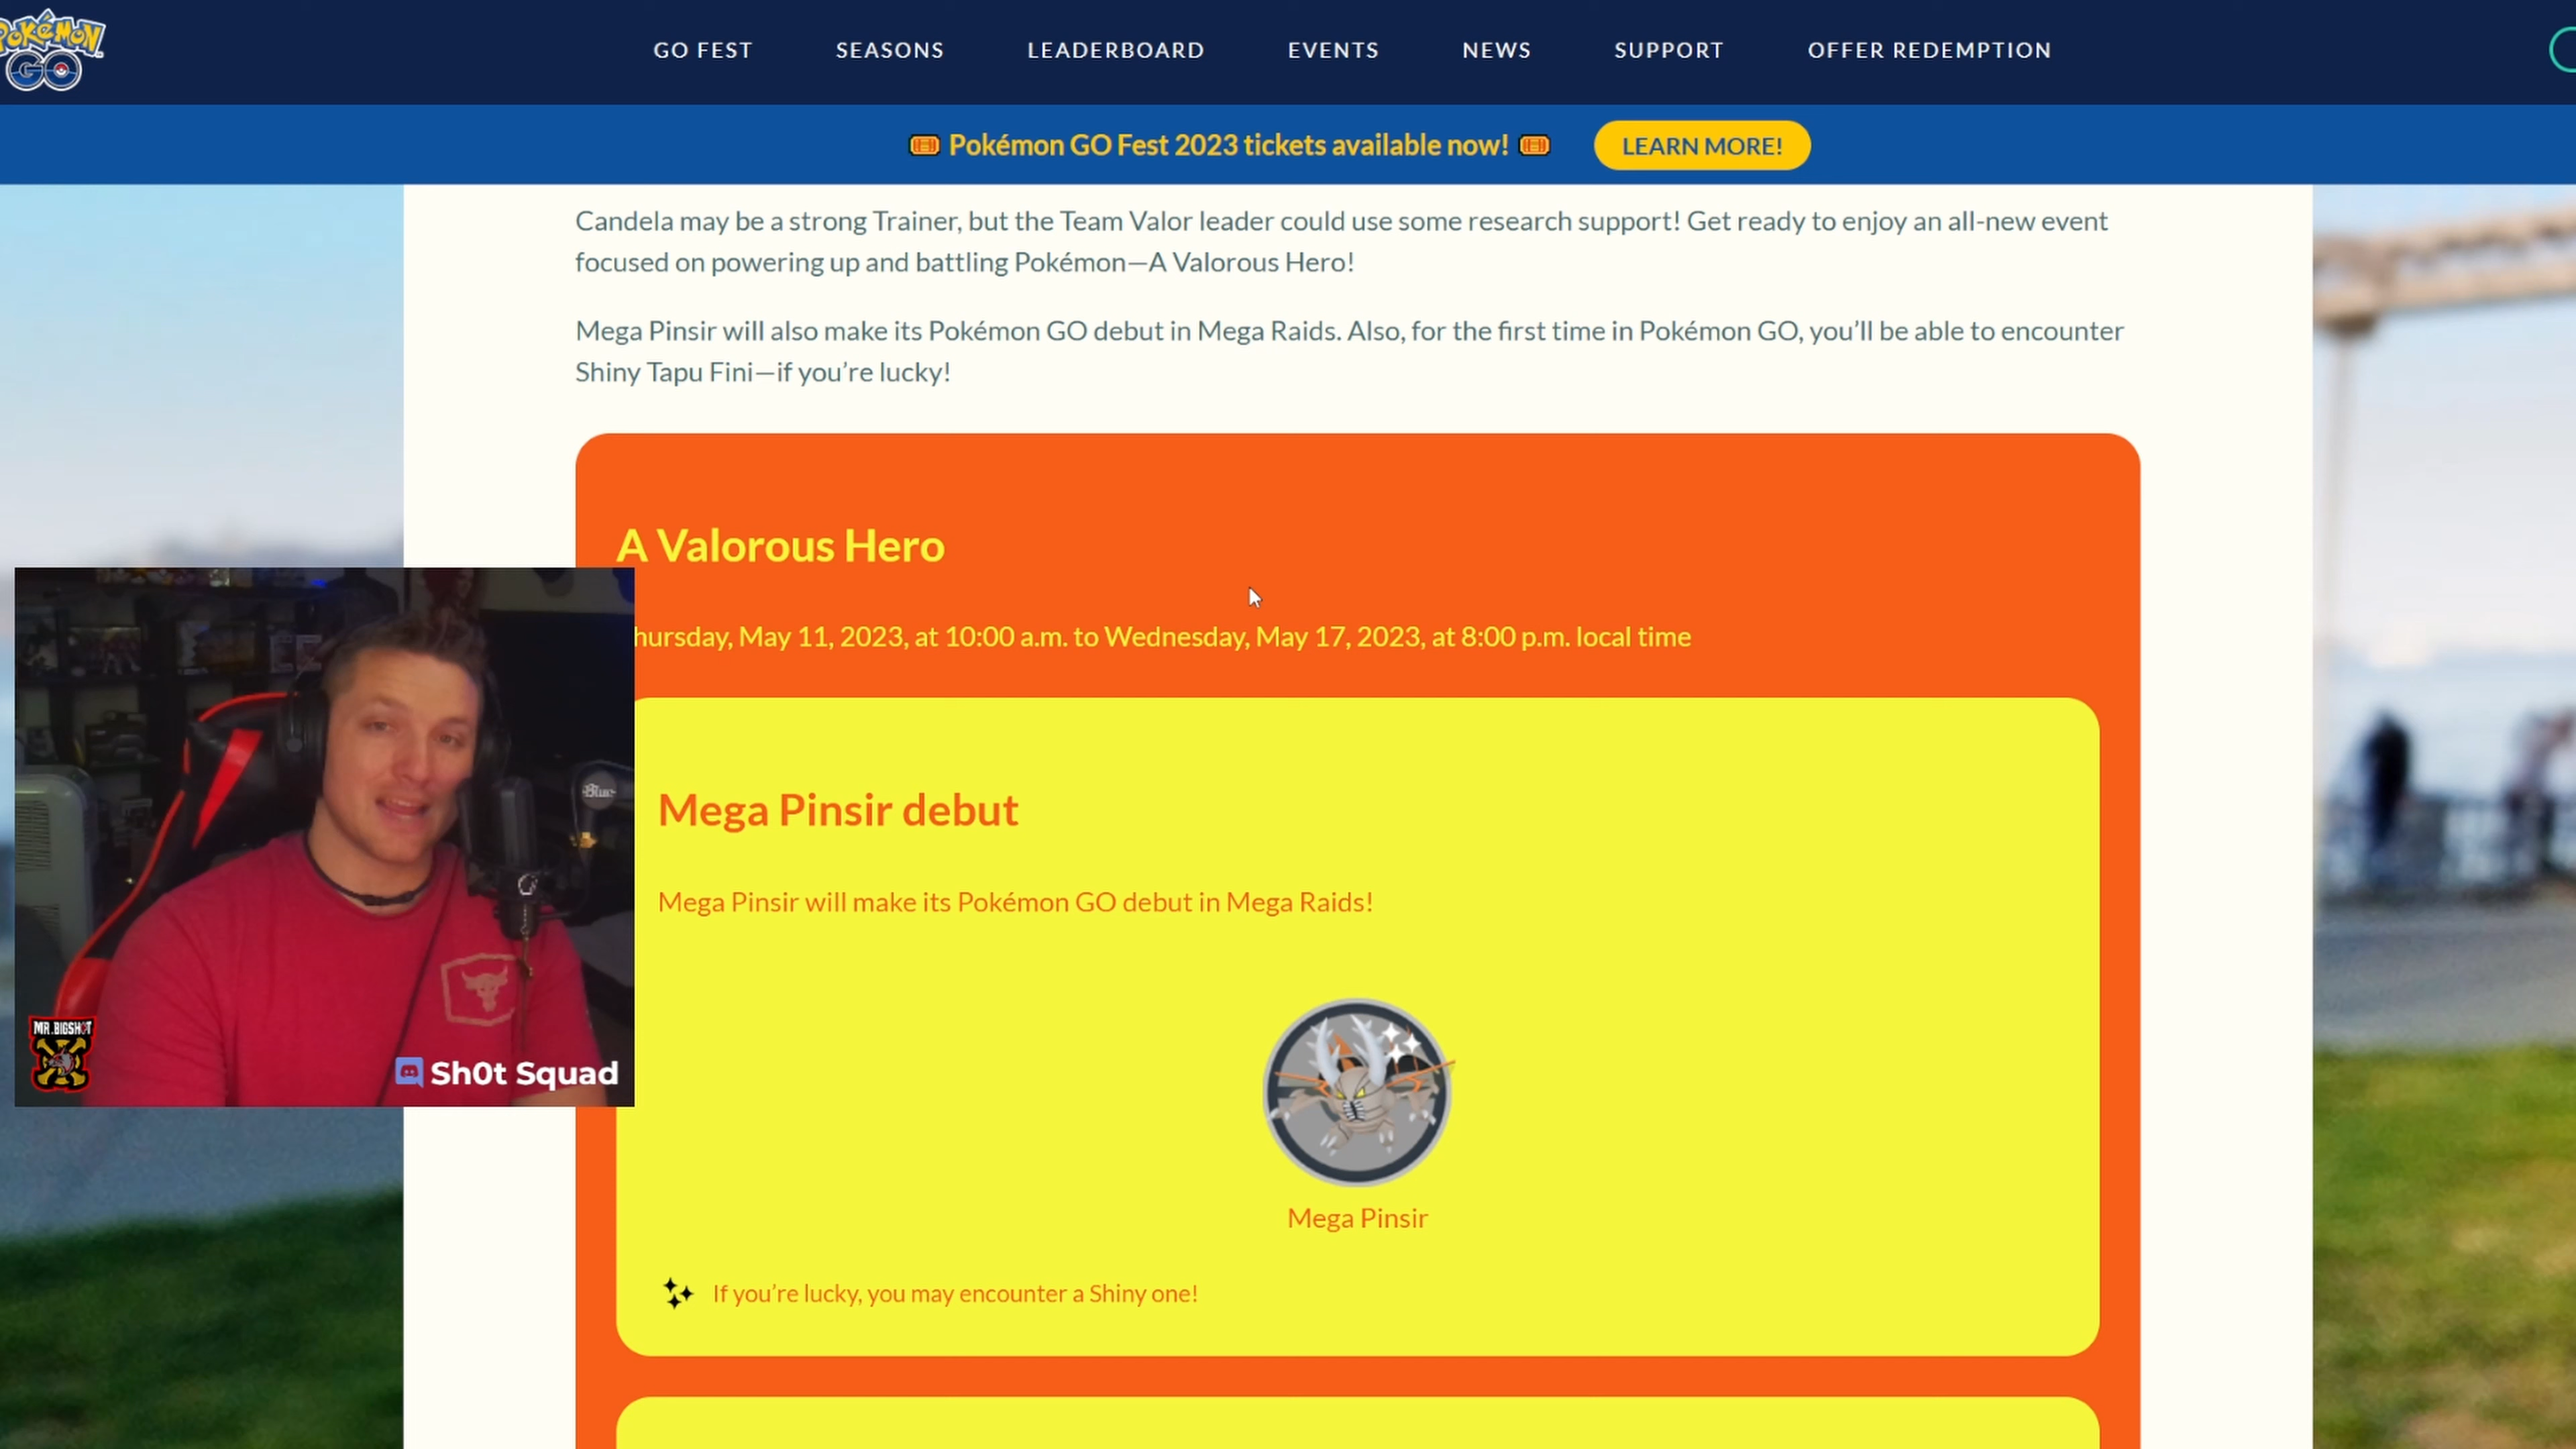 POKÉMON
GO
GO FEST
SEASONS
LEADERBOARD
EVENTS
NEWS
SUPPORT
OFFER REDEMPTION
Pokémon GO Fest 2023 tickets available now!
LEARN MORE!
Candela may be a strong Trainer, but the Team Valor leader could use some research support! Get ready to enjoy an all-new event
focused on powering up and battling Pokémon—A Valorous Hero!
Mega Pinsir will also make its Pokémon GO debut in Mega Raids. Also, for the first time in Pokémon GO, you’ll be able to encounter
Shiny Tapu Fini—if you’re lucky!
A Valorous Hero
hursday, May 11, 2023, at 10:00 a.m. to Wednesday, May 17, 2023, at 8:00 p.m. local time
Mega Pinsir debut
Mega Pinsir will make its Pokémon GO debut in Mega Raids!
Mega Pinsir
If you’re lucky, you may encounter a Shiny one!
Blue
MR.BIGSH0T
Sh0t Squad